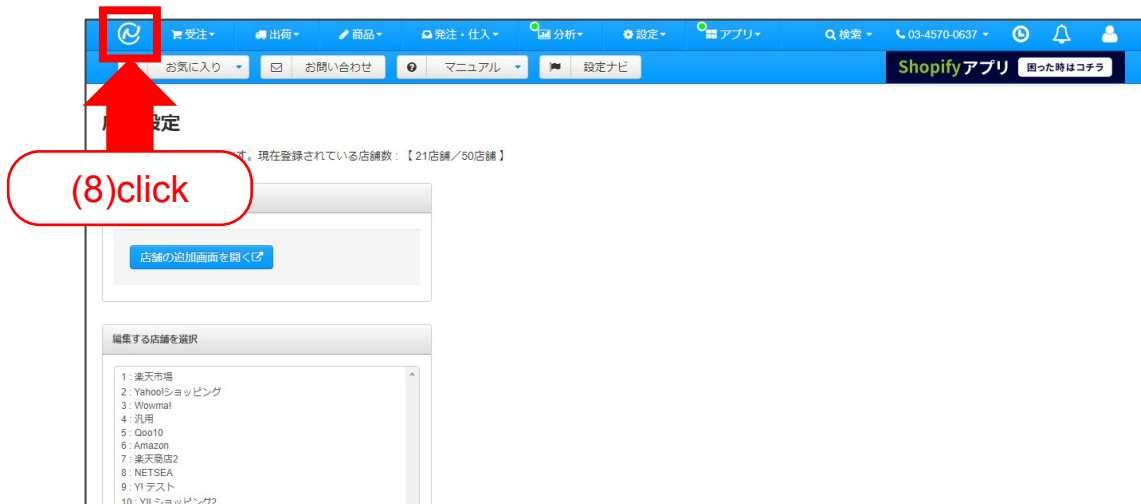 受注 出荷 商品 発注・仕入 分析 設定 アプリ 検索 03-4570-0637
お気に入り お問い合わせ マニュアル 設定ナビ Shopifyアプリ 困った時はコチラ
設定
す。現在登録されている店舗数 : 【 21店舗/50店舗 】
(8)click
店舗の追加画面を開く
編集する店舗を選択
1 : 楽天市場
2 : Yahoo!ショッピング
3 : Wowma!
4 : 汎用
5 : Qoo10
6 : Amazon
7 : 楽天商店2
8 : NETSEA
9 : Y! テスト